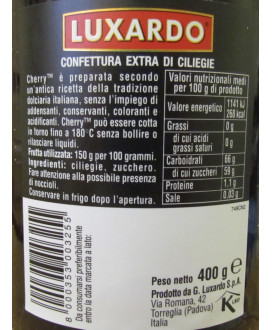 LUXARDO®
CONFETTURA EXTRA DI CILIEGIE
Cherry™ è preparata secondo
un'antica ricetta della tradizione
dolciaria italiana, senza l'impiego di
addensanti, conservanti, coloranti e
acidificanti. Cherry™ può essere cotta
in forno fino a 180°C senza bollire o
rilasciare liquidi.
Frutta utilizzata: 150 g per 100 grammi.
Ingredienti: ciliegie, zucchero.
Fare attenzione alla possibile presenza
di noccioli.
Conservare in frigo dopo l'apertura.
Valori nutrizionali medi
per 100 g di prodotto
Valore energetico 1141 kJ
268 kcal
Grassi 0 g
di cui acidi
grassi saturi 0 g
Carboidrati 66 g
di cui zuccheri 59 g
Proteine 1.1 g
Sale 0.03 g
8 000353 003255
Da consumarsi preferibilmente
entro la data marcata a lato:
Peso netto 400 g e
Prodotto da G. Luxardo S.p.A.
Via Romana, 42
Torreglia (Padova)
Italia
K